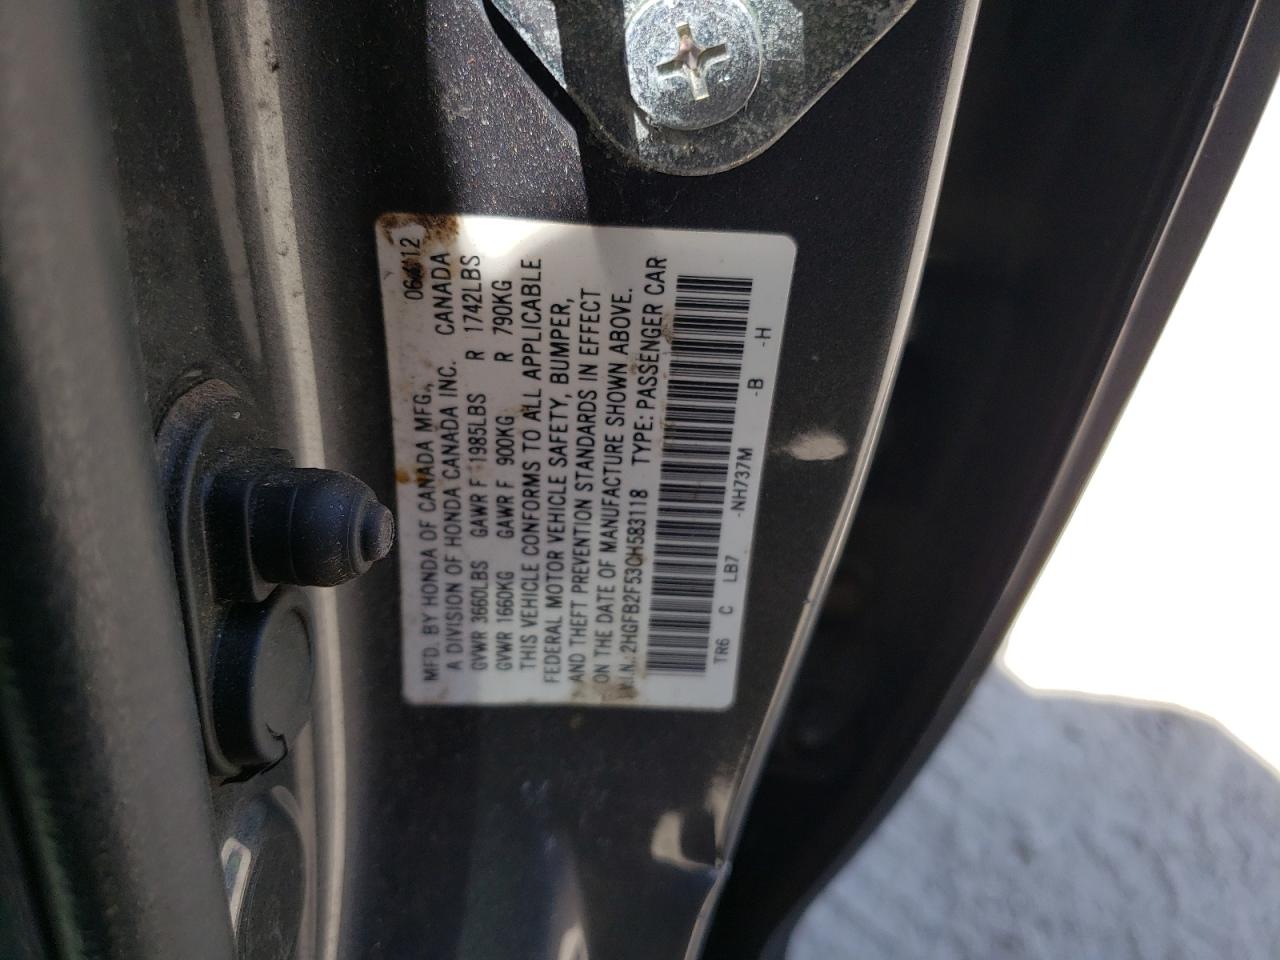 MFD. BY HONDA OF CANADA MFG., 06/12
A DIVISION OF HONDA CANADA INC. CANADA
GVWR 3660LBS GAWR F 1985LBS R 1742LBS
GVWR 1660KG GAWR F 900KG R 790KG
THIS VEHICLE CONFORMS TO ALL APPLICABLE
FEDERAL MOTOR VEHICLE SAFETY, BUMPER,
AND THEFT PREVENTION STANDARDS IN EFFECT
ON THE DATE OF MANUFACTURE SHOWN ABOVE.
V.I.N.: 2HGFB2F53CH583118 TYPE: PASSENGER CAR
TR6 C LB7 -NH737M -B -H